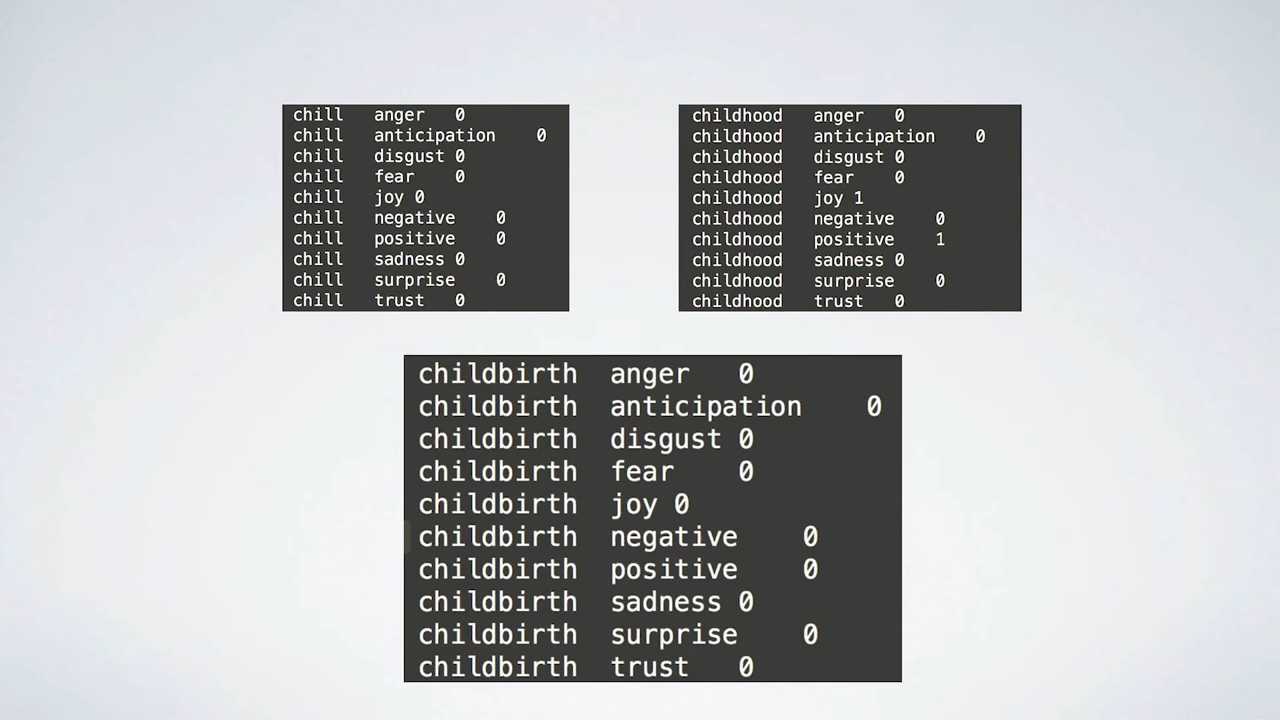 chill anger 0
chill anticipation 0
chill disgust 0
chill fear 0
chill joy 0
chill negative 0
chill positive 0
chill sadness 0
chill surprise 0
chill trust 0
childhood anger 0
childhood anticipation 0
childhood disgust 0
childhood fear 0
childhood joy 1
childhood negative 0
childhood positive 1
childhood sadness 0
childhood surprise 0
childhood trust 0
childbirth anger 0
childbirth anticipation 0
childbirth disgust 0
childbirth fear 0
childbirth joy 0
childbirth negative 0
childbirth positive 0
childbirth sadness 0
childbirth surprise 0
childbirth trust 0